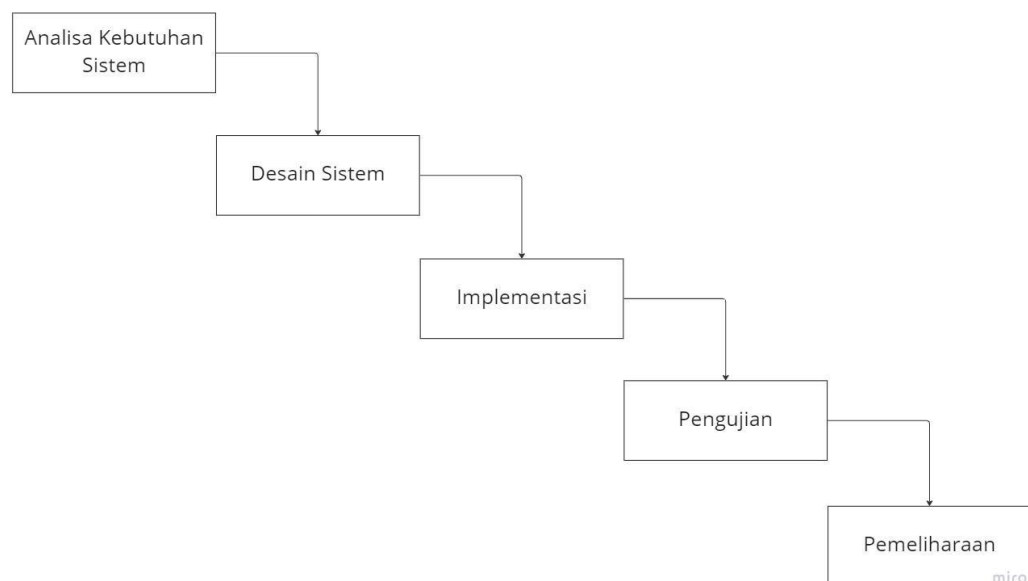 Analisa Kebutuhan
Sistem
Desain Sistem
Implementasi
Pengujian
Pemeliharaan
miro